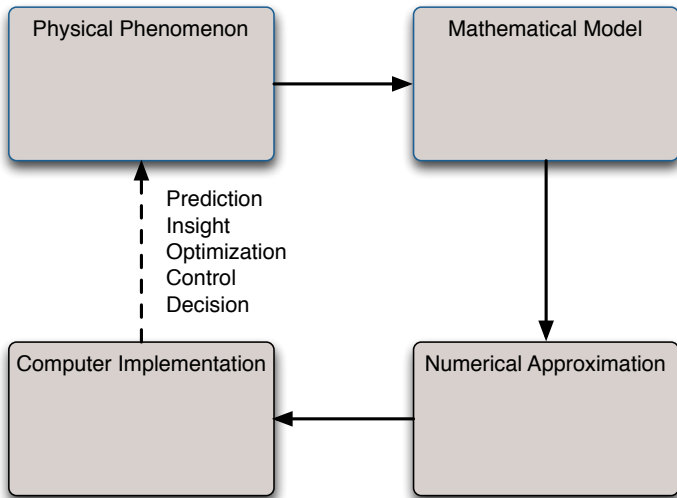 Physical Phenomenon
Mathematical Model
Prediction
Insight
Optimization
Control
Decision
Computer Implementation
Numerical Approximation